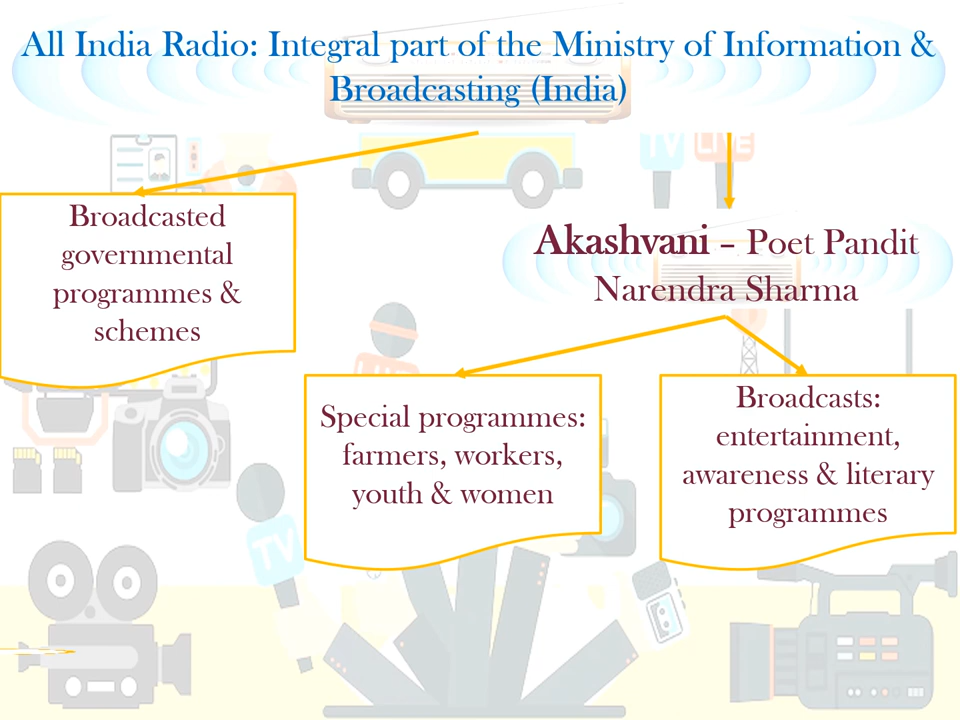 All India Radio: Integral part of the Ministry of Information &
Broadcasting (India)
TV
LIVE
Broadcasted
governmental
programmes &
schemes
Akashvani – Poet Pandit
Narendra Sharma
Special programmes:
farmers, workers,
youth & women
Broadcasts:
entertainment,
awareness & literary
programmes
TV